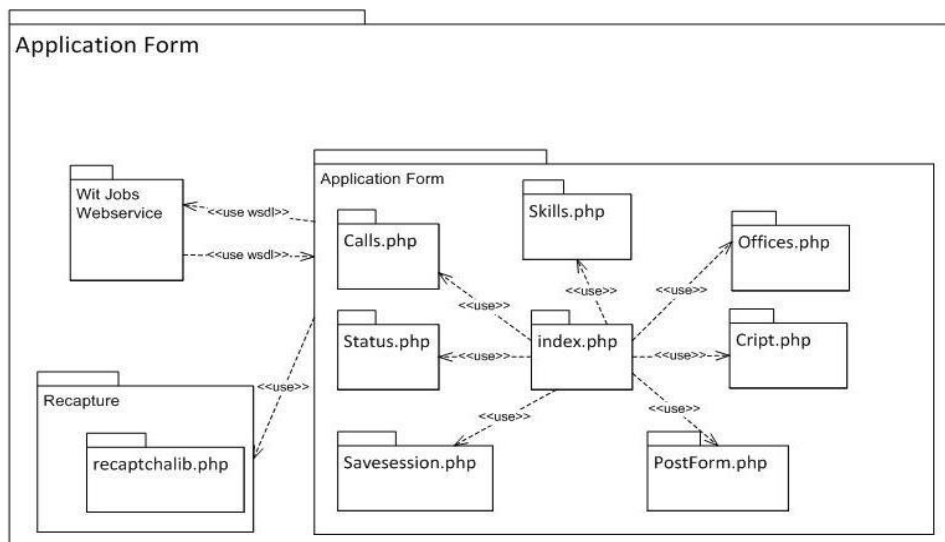 Application Form
Wit Jobs
Webservice
<<use wsdl>>
<<use wsdl>>
Application Form
Skills.php
Calls.php
Offices.php
<<use>>
<<use>>
<<use>>
Status.php
index.php
Cript.php
<<use>>
<<use>>
<<use>>
Recapture
<<use>>
<<use>>
recaptchalib.php
Savesession.php
PostForm.php